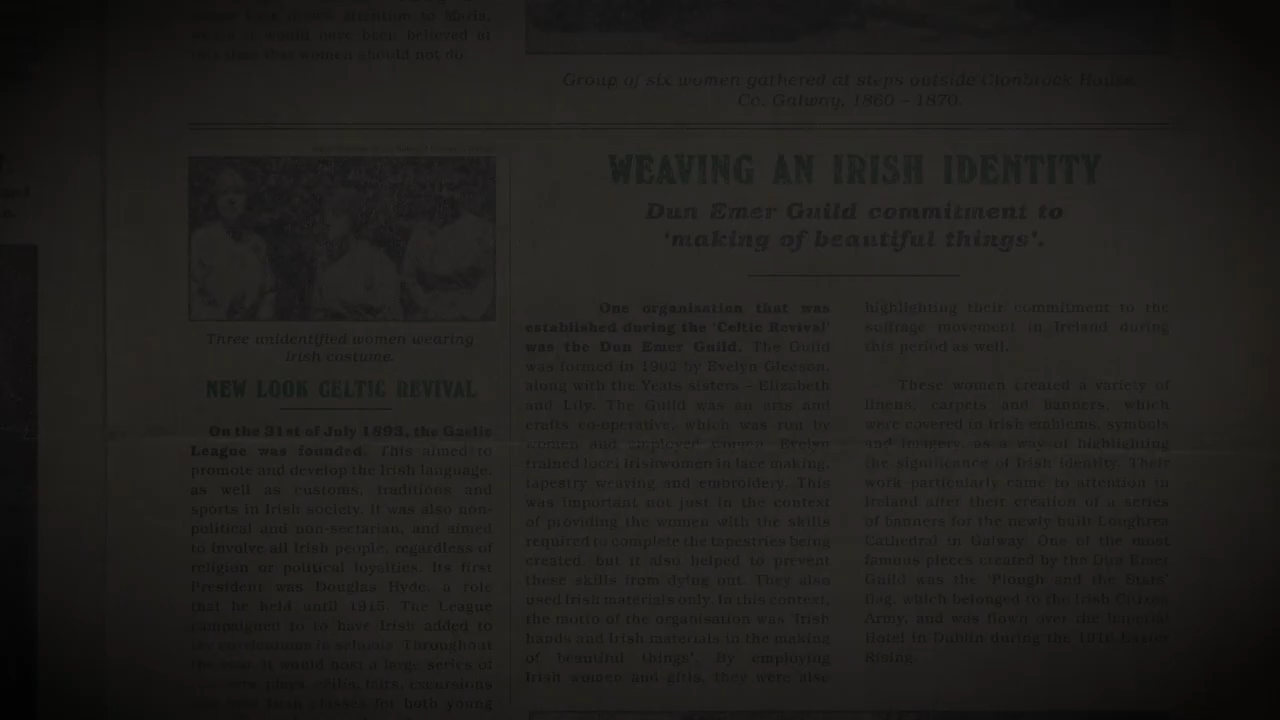 attention to Maria,
would have been believed at
that women should not do.
Group of six women gathered at steps outside Clonbrock House
Co. Galway, 1860 – 1870.
Three unidentified women wearing
Irish costume.
NEW LOOK CELTIC REVIVAL
On the 31st of July 1893, the Gaelic
League was founded. This aimed to
promote and develop the Irish language,
as well as customs, traditions and
sports in Irish society. It was also non-
political and non-sectarian, and aimed
to involve all Irish people, regardless of
religion or political loyalties. Its first
President was Douglas Hyde, a role
that he held until 1915. The League
campaigned to to have Irish added to
the curriculum in schools. Throughout
the year, it would host a large series of
plays, fairs, excursions
Irish classes for both young
WEAVING AN IRISH IDENTITY
Dun Emer Guild commitment to
'making of beautiful things'.
One organisation that was
established during the 'Celtic Revival'
was the Dun Emer Guild. The Guild
was formed in 1902 by Evelyn Gleeson,
along with the Yeats sisters – Elizabeth
and Lily. The Guild was an arts and
crafts co-operative, which was run by
women and employed women. Evelyn
trained local Irishwomen in lace making,
tapestry weaving and embroidery. This
was important not just in the context
of providing the women with the skills
required to complete the tapestries being
created, but it also helped to prevent
these skills from dying out. They also
used Irish materials only. In this context,
the motto of the organisation was 'Irish
hands and Irish materials in the making
of beautiful things'. By employing
Irish women and girls, they were also
highlighting their commitment to the
suffrage movement in Ireland during
this period as well.
These women created a variety of
linens, carpets and banners, which
were covered in Irish emblems, symbols
and imagery, as a way of highlighting
the significance of Irish identity. Their
work particularly came to attention in
Ireland after their creation of a series
of banners for the newly built Loughrea
Cathedral in Galway. One of the most
famous pieces created by the Dun Emer
Guild was the 'Plough and the Stars'
flag, which belonged to the Irish Citizen
Army, and was flown over the Imperial
Hotel in Dublin during the 1916 Easter
Rising.